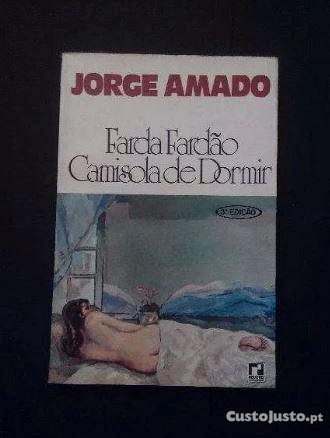 JORGE AMADO
Farda Fardão
Camisola de Dormir
3ª EDIÇÃO
CustoJusto.pt